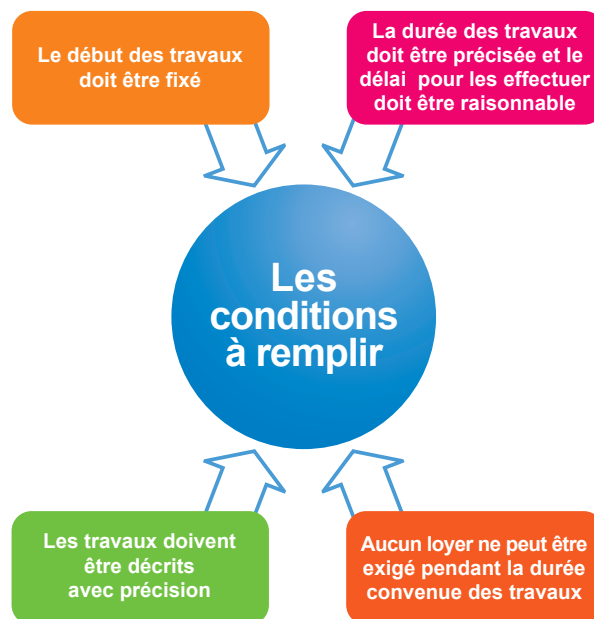 Le début des travaux
doit être fixé
La durée des travaux
doit être précisée et le
délai pour les effectuer
doit être raisonnable
Les
conditions
à remplir
Les travaux doivent
être décrits
avec précision
Aucun loyer ne peut être
exigé pendant la durée
convenue des travaux